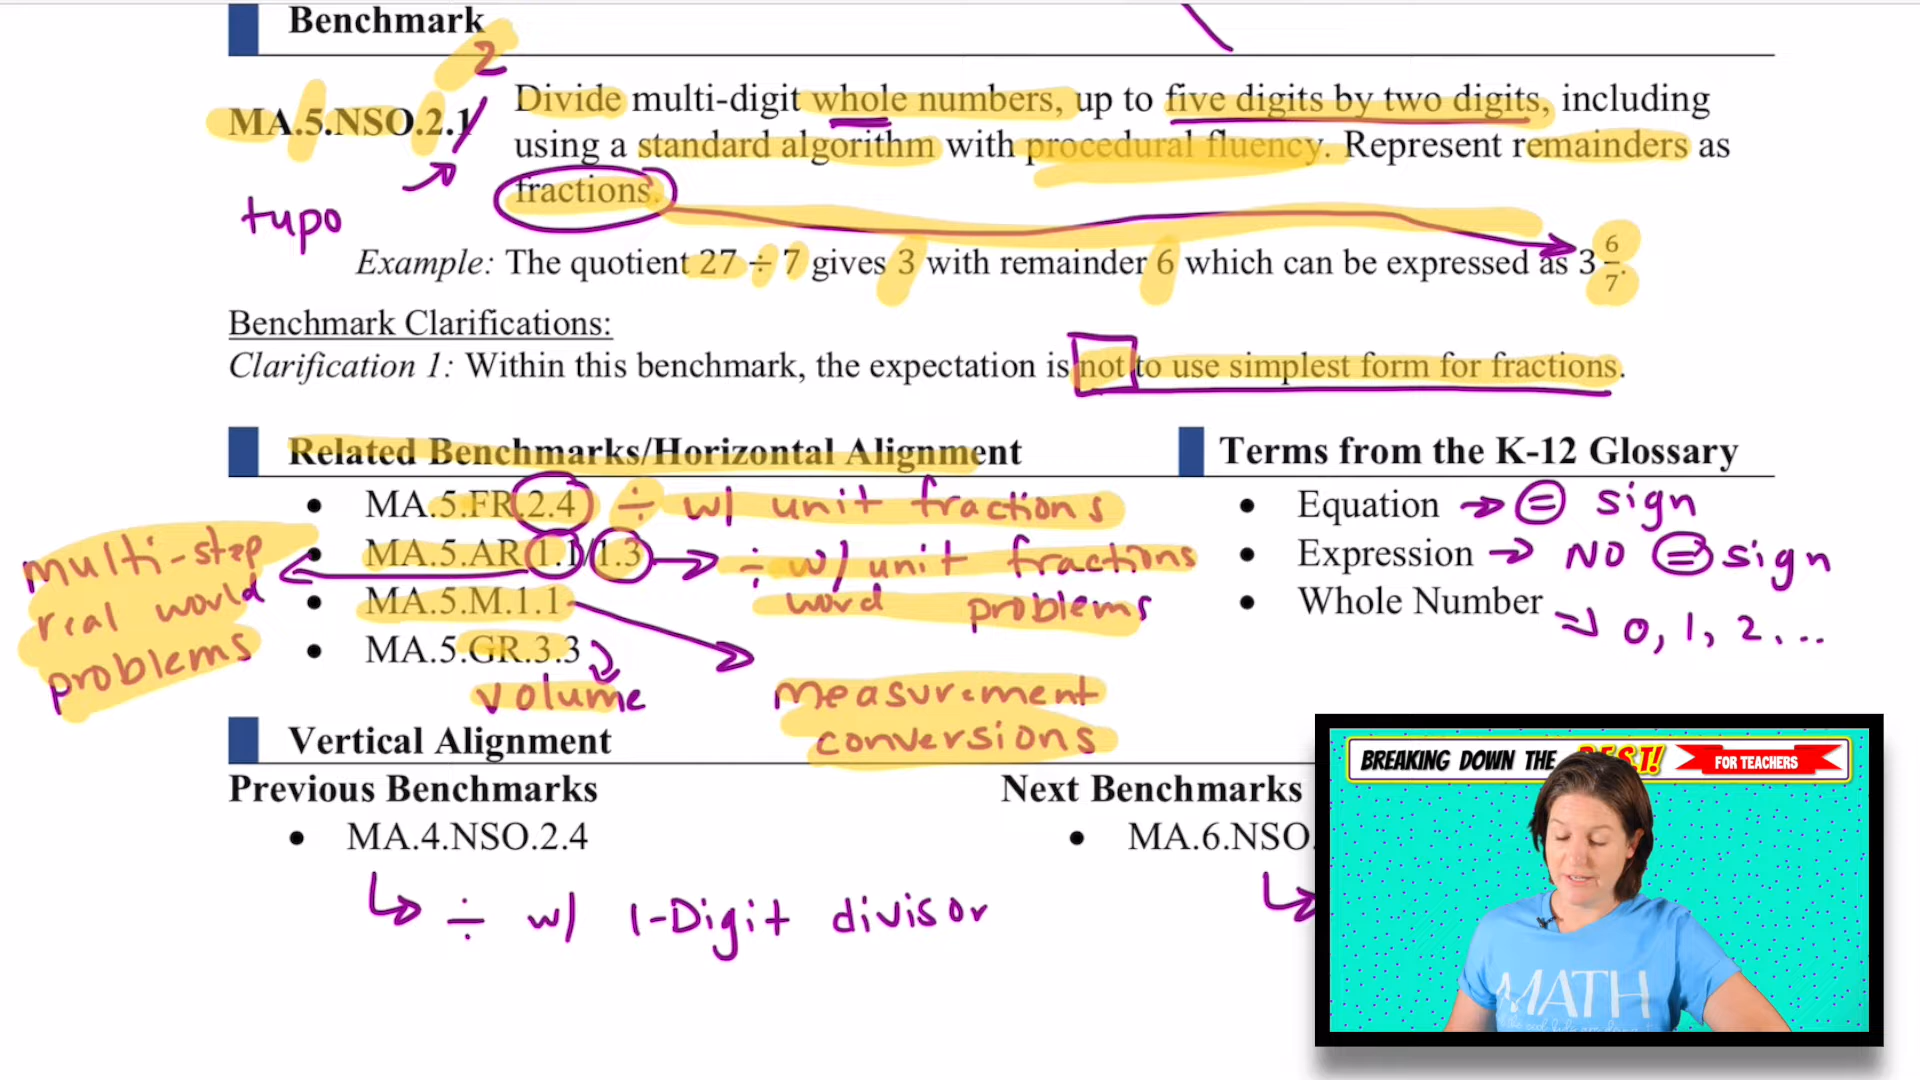 Benchmark
2
MA.5.NSO.2.1
typo
Divide multi-digit whole numbers, up to five digits by two digits, including
using a standard algorithm with procedural fluency. Represent remainders as
fractions.
Example: The quotient 27 ÷ 7 gives 3 with remainder 6 which can be expressed as 3 6/7.
Benchmark Clarifications:
Clarification 1: Within this benchmark, the expectation is not to use simplest form for fractions.
Related Benchmarks/Horizontal Alignment
• MA.5.FR.2.4 ÷ w/ unit fractions
• MA.5.AR.1.1/1.3 → ÷ w/ unit fractions
word problems
• MA.5.M.1.1
• MA.5.GR.3.3
multi-step
real world
problems
volume
measurement
conversions
Terms from the K-12 Glossary
• Equation → = sign
• Expression → NO = sign
• Whole Number → 0, 1, 2...
Vertical Alignment
Previous Benchmarks
• MA.4.NSO.2.4
↳ ÷ w/ 1-Digit divisor
Next Benchmarks
• MA.6.NSO.
BREAKING DOWN THE B.E.S.T!
FOR TEACHERS
MATH